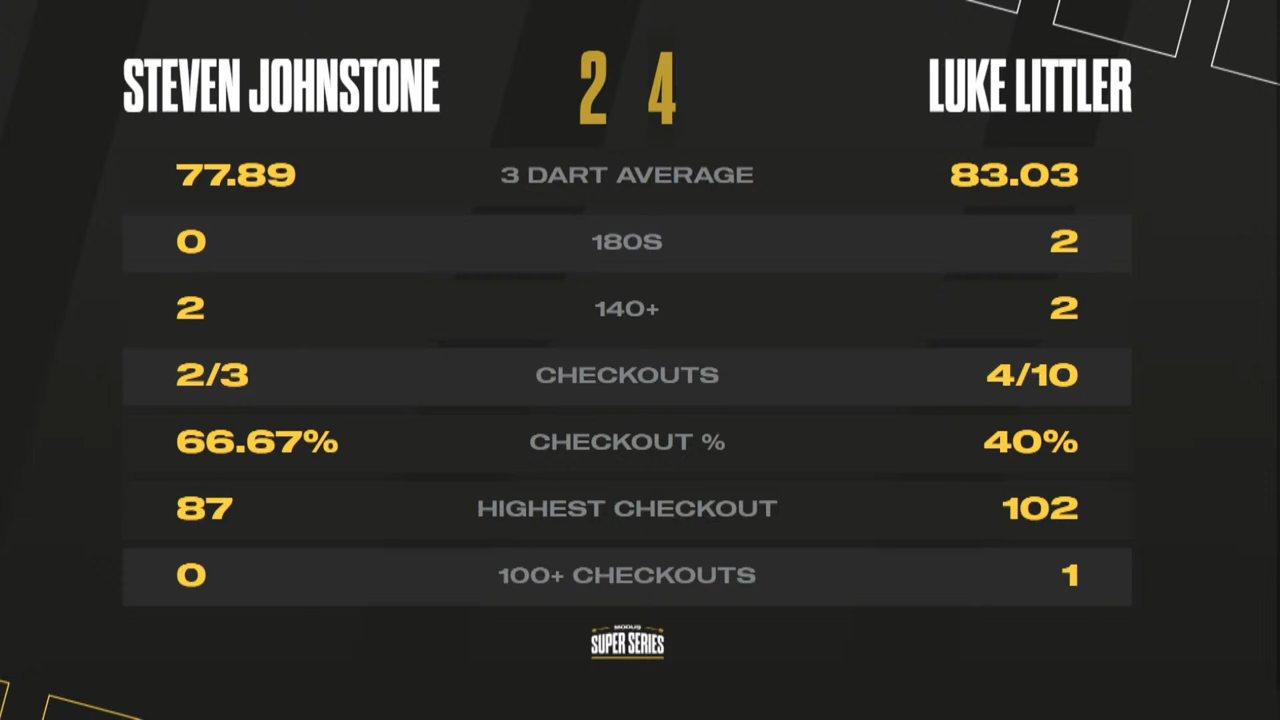 STEVEN JOHNSTONE 2 4 LUKE LITTLER
77.89 3 DART AVERAGE 83.03
0 180S 2
2 140+ 2
2/3 CHECKOUTS 4/10
66.67% CHECKOUT % 40%
87 HIGHEST CHECKOUT 102
0 100+ CHECKOUTS 1
MODUS
SUPER SERIES